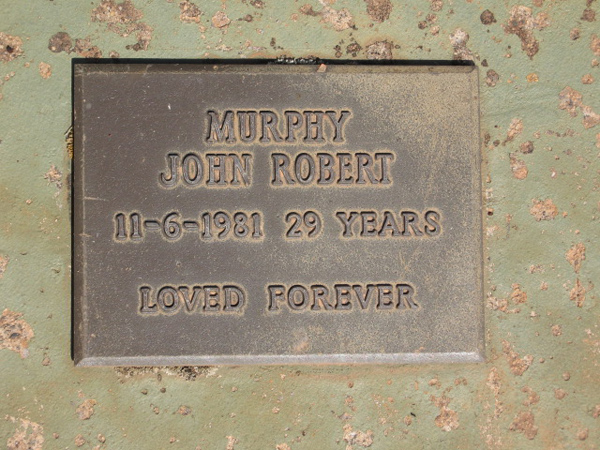 MURPHY
JOHN ROBERT
11-6-1981 29 YEARS
LOVED FOREVER